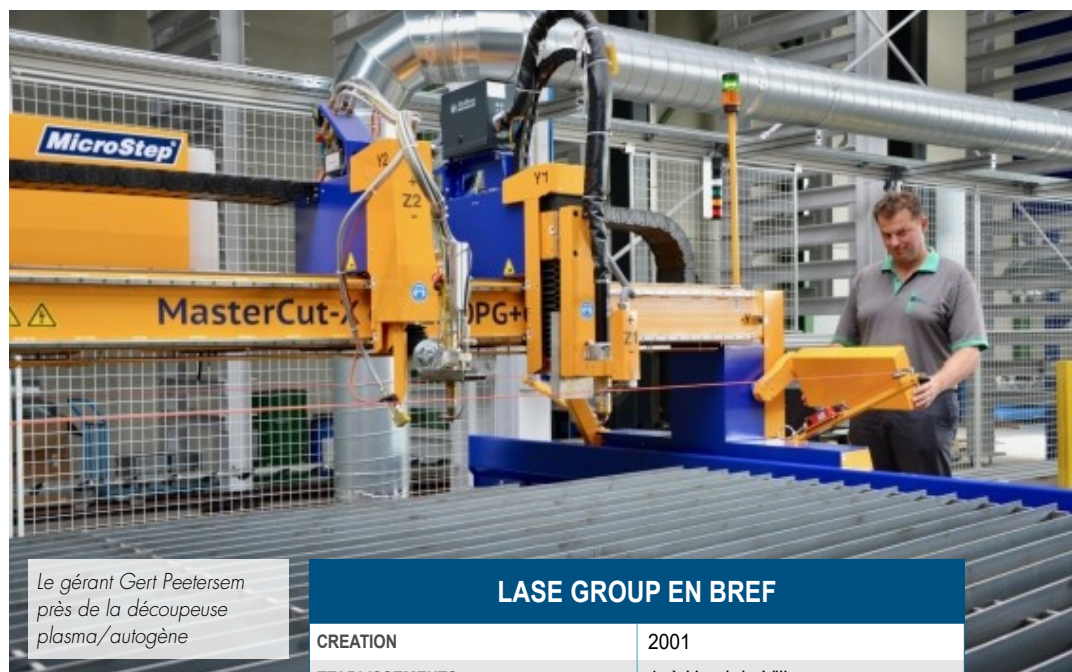 MicroStep
Y2
+
Z2
-
Y1
+
Z1
MasterCut-X
0PG+
Le gérant Gert Peetersem
près de la découpeuse
plasma/autogène
LASE GROUP EN BREF
CREATION 2001